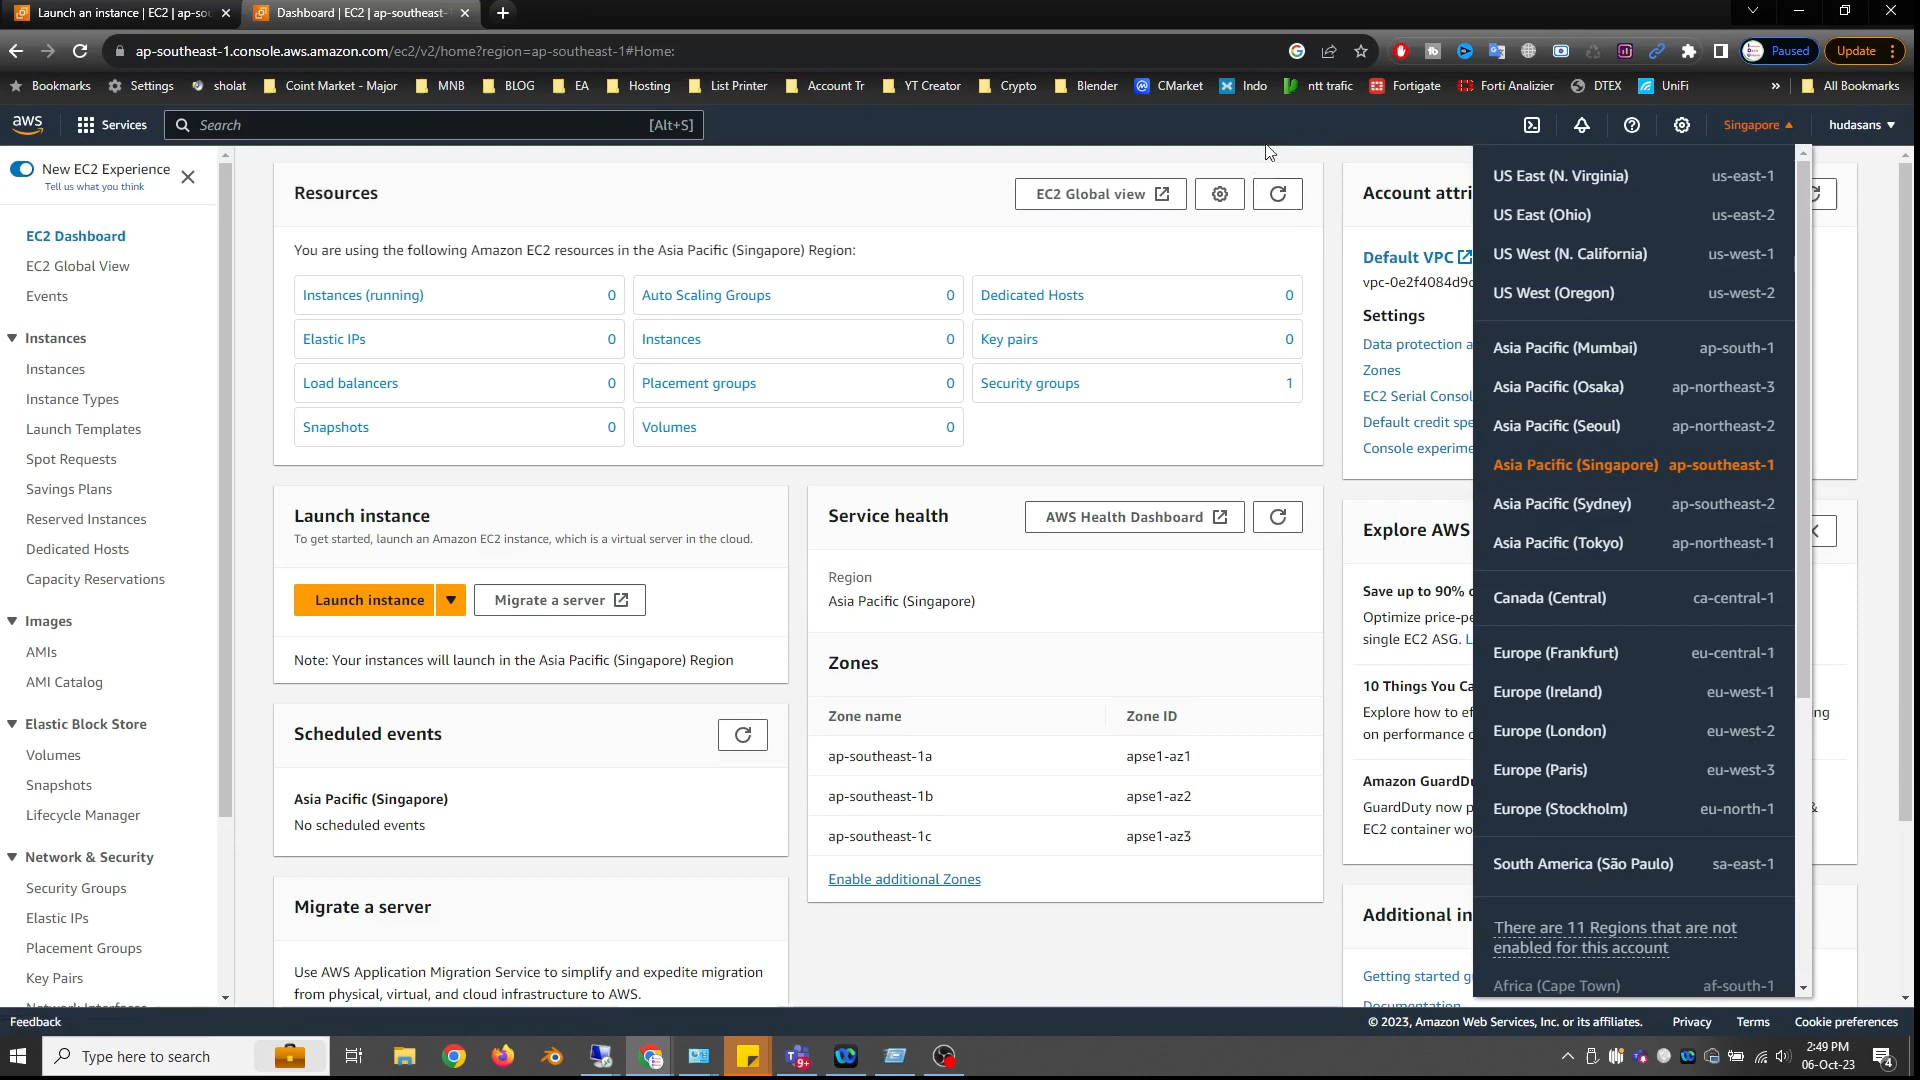 Launch an instance | EC2 | ap-so
Dashboard | EC2 | ap-southeast-
ap-southeast-1.console.aws.amazon.com/ec2/v2/home?region=ap-southeast-1#Home:
Paused
Update
Bookmarks
Settings
sholat
Coint Market - Major
MNB
BLOG
EA
Hosting
List Printer
Account Tr
YT Creator
Crypto
Blender
CMarket
Indo
ntt trafic
Fortigate
Forti Analizier
DTEX
UniFi
»
All Bookmarks
aws
Services
Search
[Alt+S]
Singapore
hudasans
New EC2 Experience
Tell us what you think
EC2 Dashboard
EC2 Global View
Events
Instances
Instances
Instance Types
Launch Templates
Spot Requests
Savings Plans
Reserved Instances
Dedicated Hosts
Capacity Reservations
Images
AMIs
AMI Catalog
Elastic Block Store
Volumes
Snapshots
Lifecycle Manager
Network & Security
Security Groups
Elastic IPs
Placement Groups
Key Pairs
Network Interfaces
Resources
EC2 Global view
You are using the following Amazon EC2 resources in the Asia Pacific (Singapore) Region:
Instances (running) 0
Auto Scaling Groups 0
Dedicated Hosts 0
Elastic IPs 0
Instances 0
Key pairs 0
Load balancers 0
Placement groups 0
Security groups 1
Snapshots 0
Volumes 0
Launch instance
To get started, launch an Amazon EC2 instance, which is a virtual server in the cloud.
Launch instance
Migrate a server
Note: Your instances will launch in the Asia Pacific (Singapore) Region
Scheduled events
Asia Pacific (Singapore)
No scheduled events
Migrate a server
Use AWS Application Migration Service to simplify and expedite migration
from physical, virtual, and cloud infrastructure to AWS.
Service health
AWS Health Dashboard
Region
Asia Pacific (Singapore)
Zones
Zone name Zone ID
ap-southeast-1a apse1-az1
ap-southeast-1b apse1-az2
ap-southeast-1c apse1-az3
Enable additional Zones
Account attri
Default VPC
vpc-0e2f4084d9c
Settings
Data protection a
Zones
EC2 Serial Consol
Default credit spe
Console experime
Explore AWS
Save up to 90% o
Optimize price-pe
single EC2 ASG. L
10 Things You Ca
Explore how to ef
ng
on performance c
Amazon GuardDu
GuardDuty now p
&
EC2 container wo
Additional in
Getting started gu
Documentation
US East (N. Virginia) us-east-1
US East (Ohio) us-east-2
US West (N. California) us-west-1
US West (Oregon) us-west-2
Asia Pacific (Mumbai) ap-south-1
Asia Pacific (Osaka) ap-northeast-3
Asia Pacific (Seoul) ap-northeast-2
Asia Pacific (Singapore) ap-southeast-1
Asia Pacific (Sydney) ap-southeast-2
Asia Pacific (Tokyo) ap-northeast-1
Canada (Central) ca-central-1
Europe (Frankfurt) eu-central-1
Europe (Ireland) eu-west-1
Europe (London) eu-west-2
Europe (Paris) eu-west-3
Europe (Stockholm) eu-north-1
South America (São Paulo) sa-east-1
There are 11 Regions that are not
enabled for this account
Africa (Cape Town) af-south-1
Feedback
© 2023, Amazon Web Services, Inc. or its affiliates.
Privacy
Terms
Cookie preferences
Type here to search
9+
2:49 PM
06-Oct-23
4